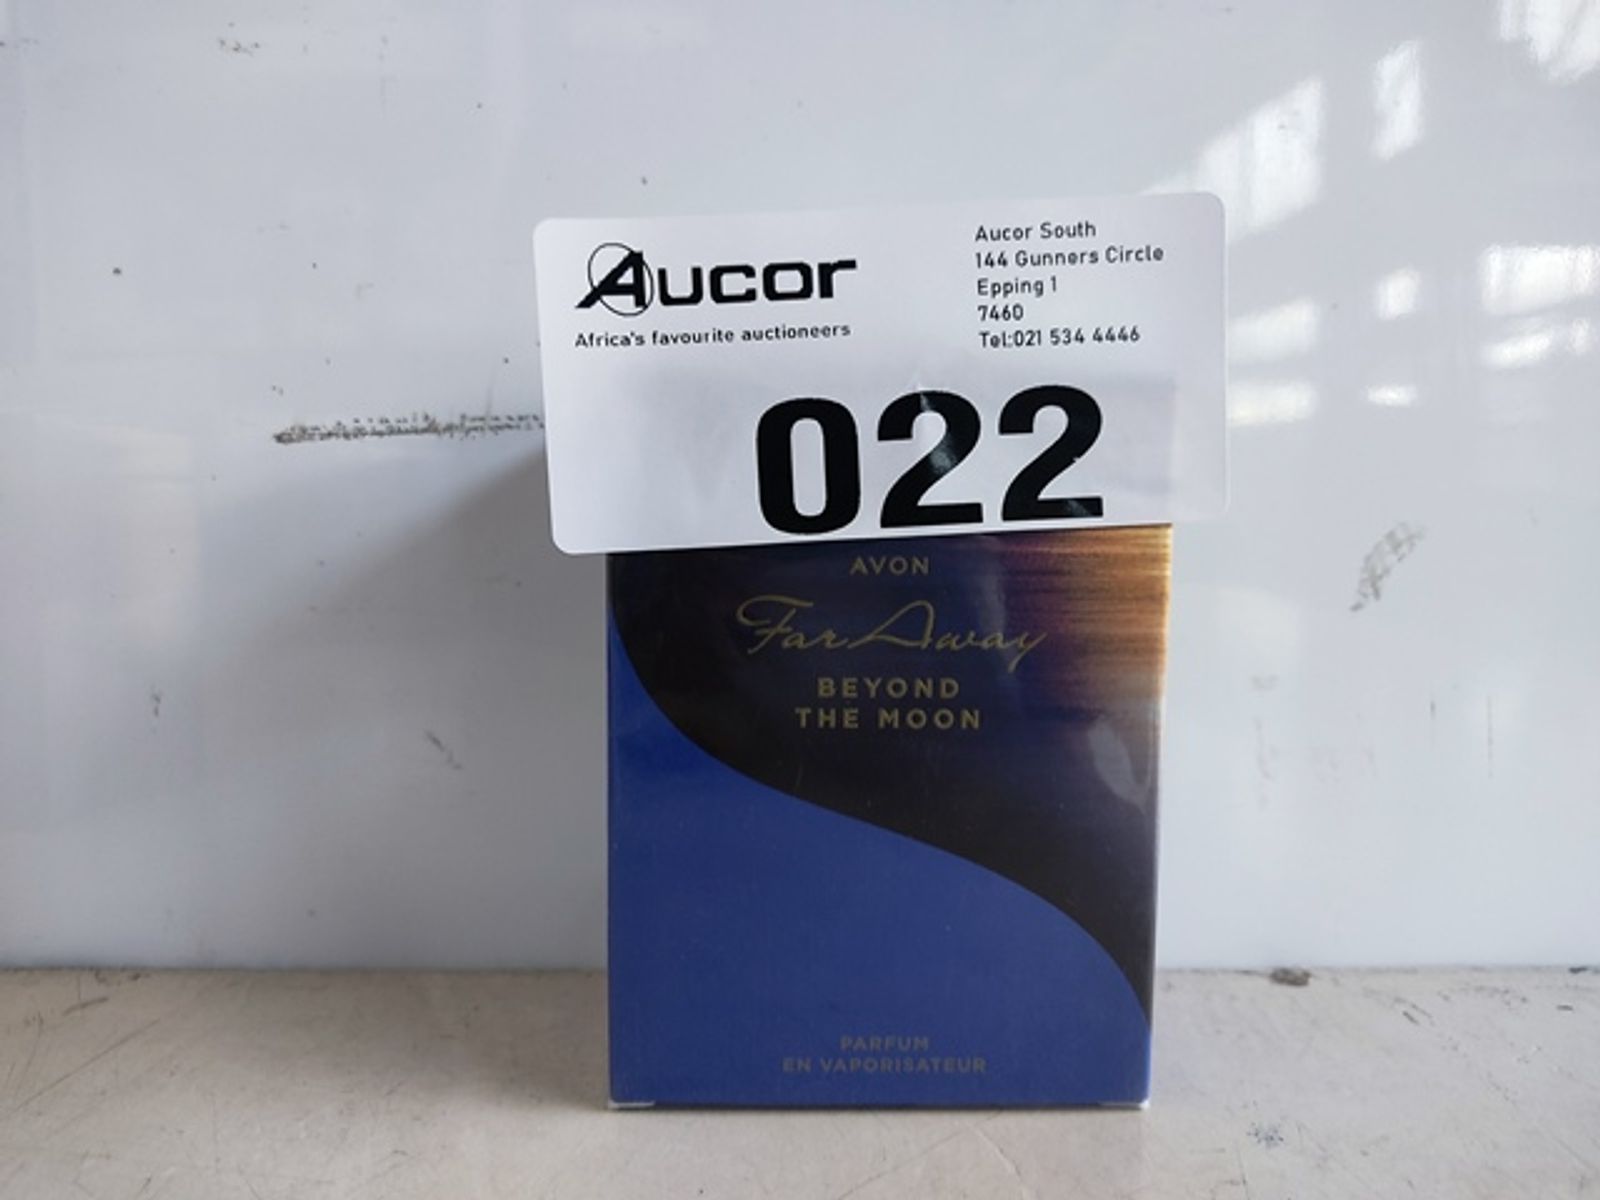 Aucor
Africa's favourite auctioneers
Aucor South
144 Gunners Circle
Epping 1
7460
Tel:021 534 4446
022
AVON
Far Away
BEYOND
THE MOON
PARFUM
EN VAPORISATEUR